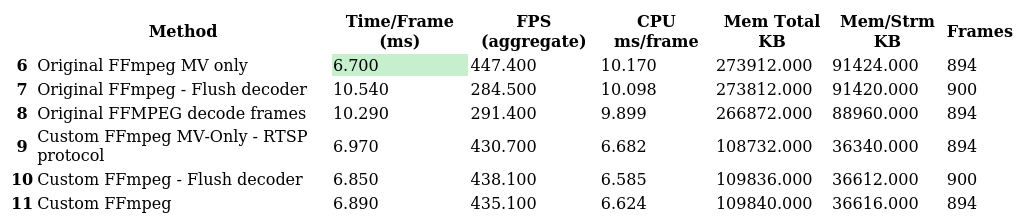 Method Time/Frame (ms) FPS (aggregate) CPU ms/frame Mem Total KB Mem/Strm KB Frames
6 Original FFmpeg MV only 6.700 447.400 10.170 273912.000 91424.000 894
7 Original FFmpeg - Flush decoder 10.540 284.500 10.098 273812.000 91420.000 900
8 Original FFMPEG decode frames 10.290 291.400 9.899 266872.000 88960.000 894
9 Custom FFmpeg MV-Only - RTSP protocol 6.970 430.700 6.682 108732.000 36340.000 894
10 Custom FFmpeg - Flush decoder 6.850 438.100 6.585 109836.000 36612.000 900
11 Custom FFmpeg 6.890 435.100 6.624 109840.000 36616.000 894